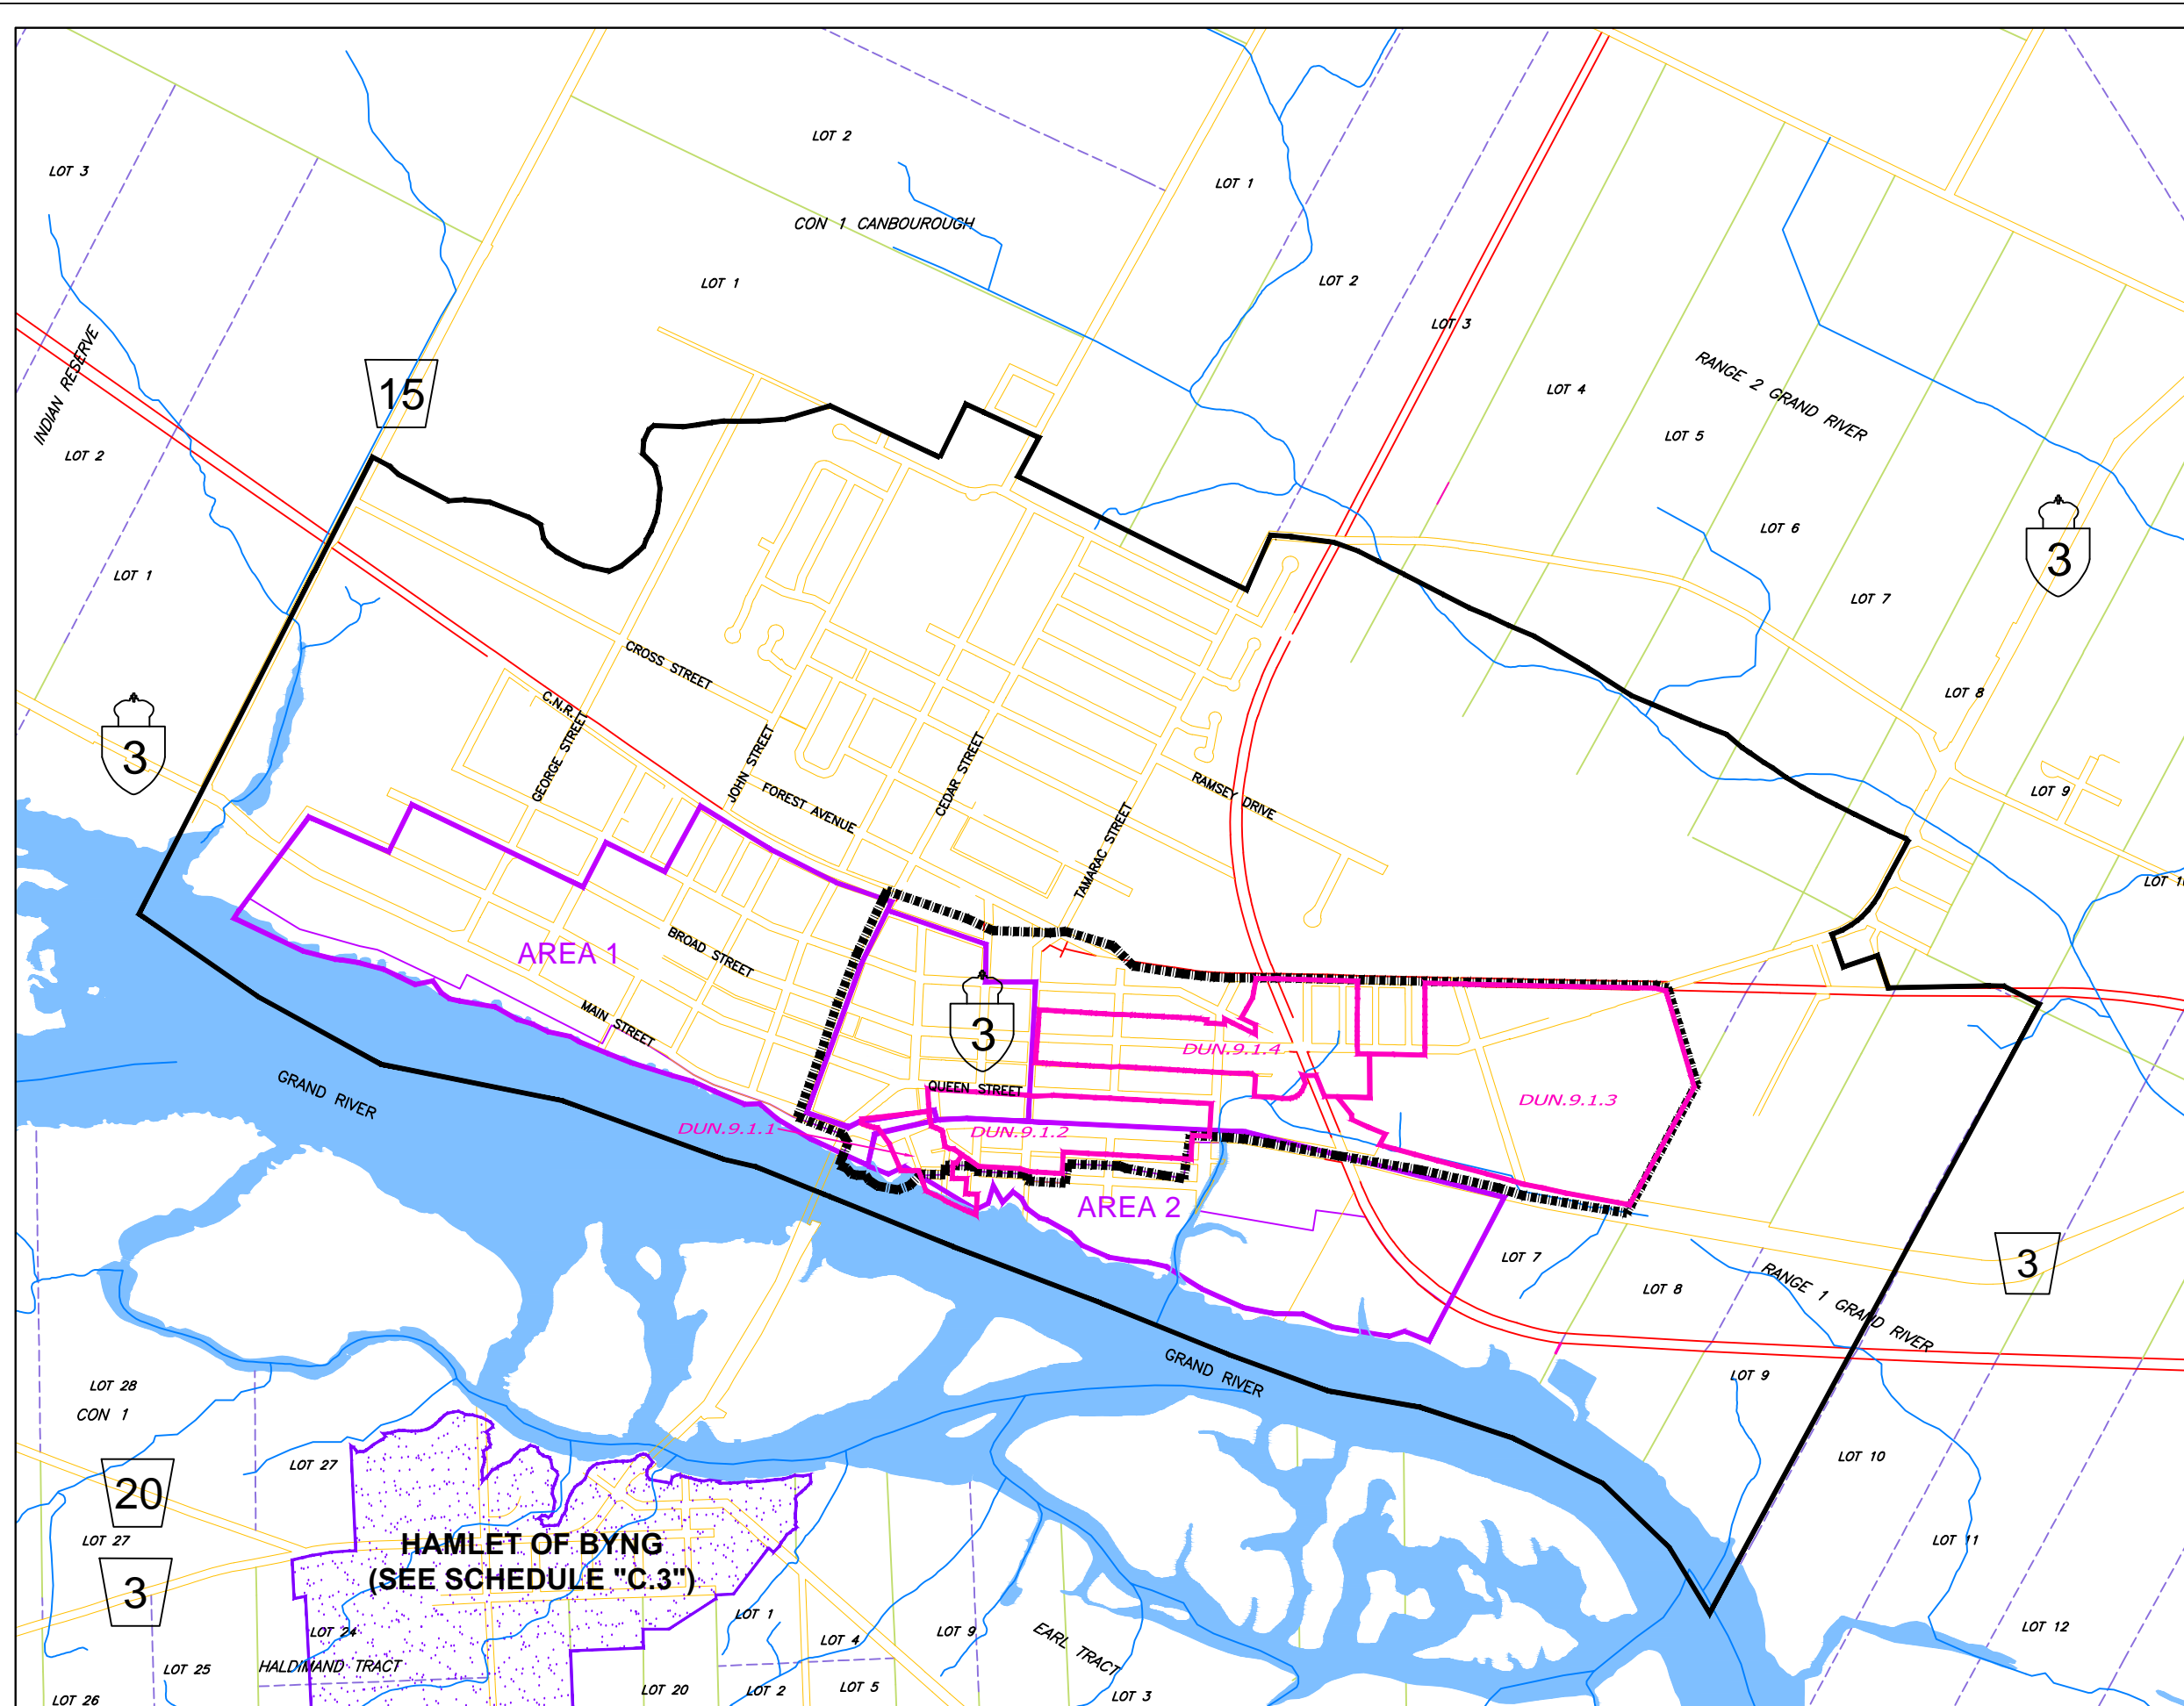 LOT 2
LOT 3
LOT 1
CON 1 CANBOUROUGH
LOT 1
LOT 2
LOT 3
INDIAN RESERVE
15
LOT 4
RANGE 2 GRAND RIVER
LOT 5
LOT 2
LOT 6
3
LOT 1
LOT 7
CROSS STREET
LOT 8
3
C.N.R.
GEORGE STREET
JOHN STREET
CEDAR STREET
FOREST AVENUE
RAMSEY DRIVE
TAMARAC STREET
LOT 9
LOT 10
AREA 1
BROAD STREET
MAIN STREET
3
DUN.9.1.4
GRAND RIVER
QUEEN STREET
DUN.9.1.3
DUN.9.1.1
DUN.9.1.2
AREA 2
LOT 7
LOT 8
RANGE 1 GRAND RIVER
3
GRAND RIVER
LOT 9
LOT 28
CON 1
LOT 10
LOT 27
20
LOT 27
HAMLET OF BYNG
(SEE SCHEDULE "C.3")
LOT 11
3
LOT 24
LOT 1
LOT 4
LOT 9
EARL TRACT
LOT 12
LOT 25
HALDIMAND TRACT
LOT 26
LOT 20
LOT 2
LOT 5
LOT 3